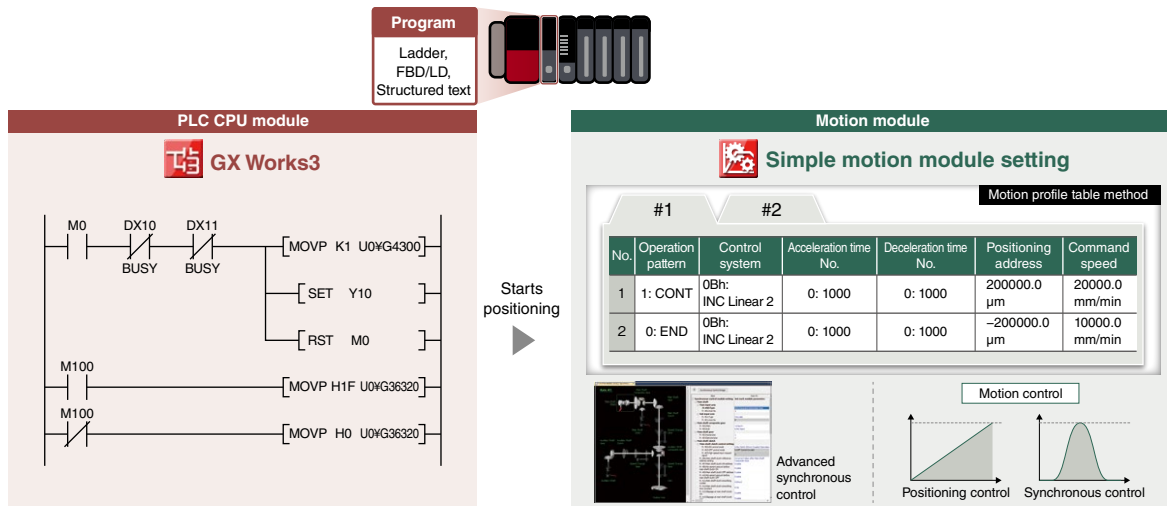 Program
Ladder,
FBD/LD,
Structured text
PLC CPU module
GX Works3
M0 DX10 DX11
BUSY BUSY
MOVP K1 U0¥G4300
SET Y10
RST M0
M100
MOVP H1F U0¥G36320
M100
MOVP H0 U0¥G36320
Starts
positioning
Motion module
Simple motion module setting
Motion profile table method
#1 #2
No. Operation pattern Control system Acceleration time No. Deceleration time No. Positioning address Command speed
1 1: CONT 0Bh: INC Linear 2 0: 1000 0: 1000 200000.0 µm 20000.0 mm/min
2 0: END 0Bh: INC Linear 2 0: 1000 0: 1000 −200000.0 µm 10000.0 mm/min
Advanced
synchronous
control
Motion control
Positioning control Synchronous control